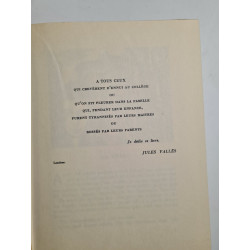 A TOUS CEUX
QUI CREVÈRENT D'ENNUI AU COLLÈGE
OU
QU'ON FIT PLEURER DANS LA FAMILLE
QUI, PENDANT LEUR ENFANCE,
FURENT TYRANNISÉS PAR LEURS MAITRES
OU
ROSSÉS PAR LEURS PARENTS
Je dédie ce livre.
JULES VALLÈS